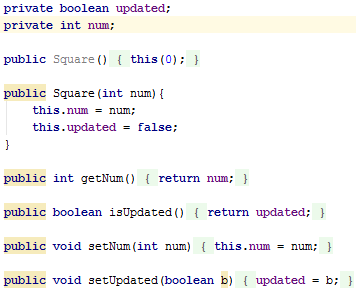 private boolean updated;
private int num;
public Square() { this(0); }
public Square(int num){
this.num = num;
this.updated = false;
}
public int getNum() { return num; }
public boolean isUpdated() { return updated; }
public void setNum(int num) { this.num = num; }
public void setUpdated(boolean b) { updated = b; }